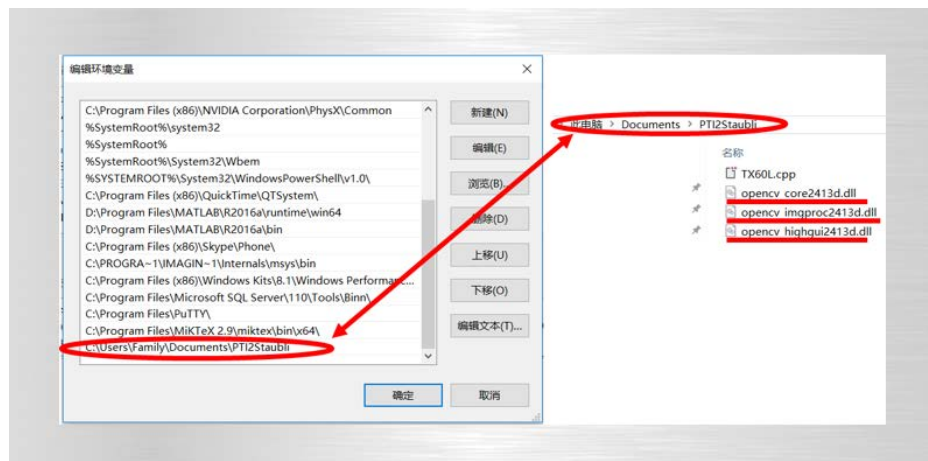 编辑环境变量
C:\Program Files (x86)\NVIDIA Corporation\PhysX\Common
%SystemRoot%\system32
%SystemRoot%
%SystemRoot%\System32\Wbem
%SYSTEMROOT%\System32\WindowsPowerShell\v1.0\
C:\Program Files (x86)\QuickTime\QTSystem\
D:\Program Files\MATLAB\R2016a\runtime\win64
D:\Program Files\MATLAB\R2016a\bin
C:\Program Files (x86)\Skype\Phone\
C:\PROGRA~1\IMAGIN~1\Internals\msys\bin
C:\Program Files (x86)\Windows Kits\8.1\Windows Performanc...
C:\Program Files\Microsoft SQL Server\110\Tools\Binn\
C:\Program Files\PuTTY\
C:\Program Files\MiKTeX 2.9\miktex\bin\x64\
C:\Users\Family\Documents\PTI2Staubli
新建(N)
编辑(E)
浏览(B)...
删除(D)
上移(U)
下移(O)
编辑文本(T)...
确定
取消
此电脑 > Documents > PTI2Staubli
名称
TX60L.cpp
opencv_core2413d.dll
opencv_imgproc2413d.dll
opencv_highgui2413d.dll